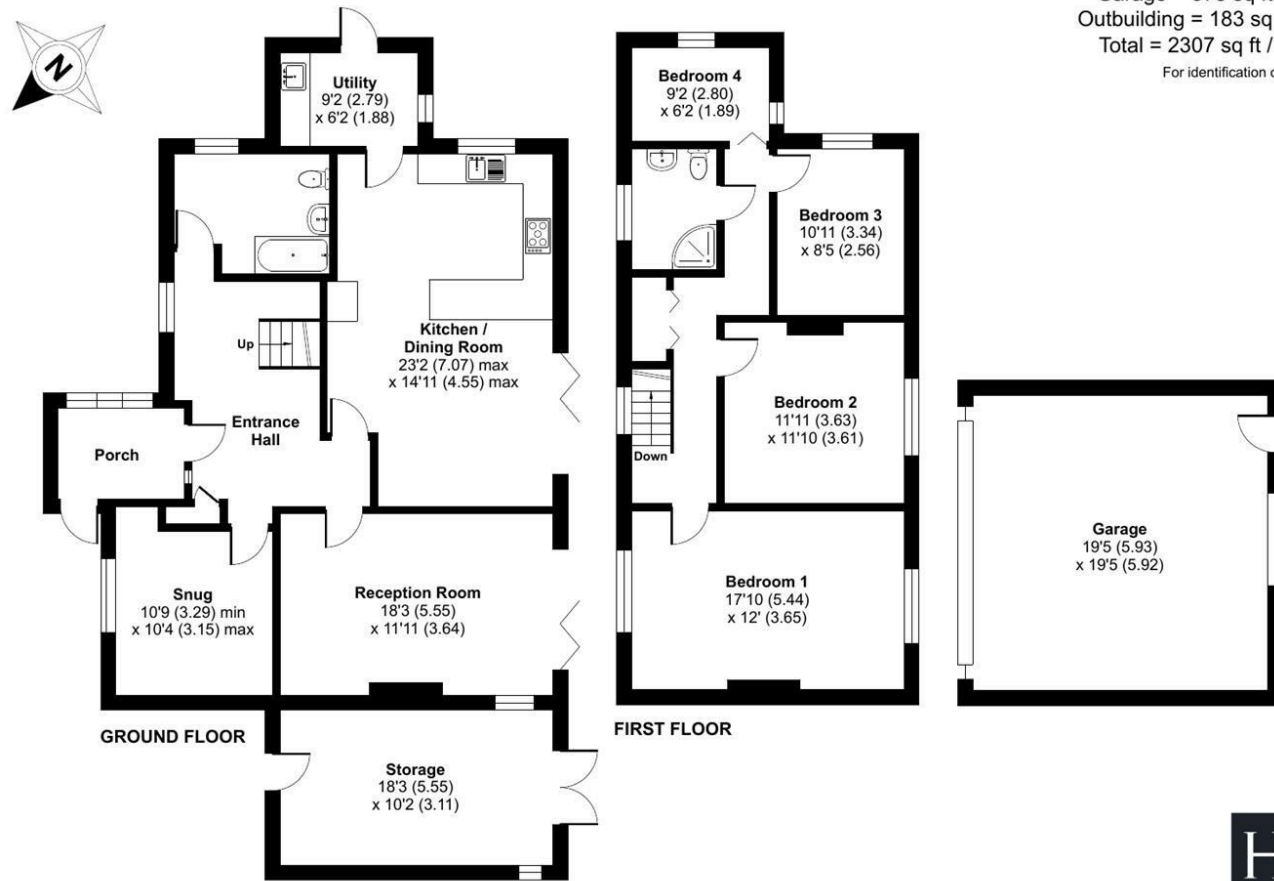 Garage
sq ft
Outbuilding = 183 sq
Total = 2307 sq ft /
For identification
N
Utility
9'2 (2.79)
x 6'2 (1.88)
Bedroom 4
9'2 (2.80)
x 6'2 (1.89)
Bedroom 3
10'11 (3.34)
x 8'5 (2.56)
Up
Kitchen /
Dining Room
23'2 (7.07) max
x 14'11 (4.55) max
Entrance
Hall
Porch
Bedroom 2
11'11 (3.63)
x 11'10 (3.61)
Down
Garage
19'5 (5.93)
x 19'5 (5.92)
Snug
10'9 (3.29) min
x 10'4 (3.15) max
Reception Room
18'3 (5.55)
x 11'11 (3.64)
Bedroom 1
17'10 (5.44)
x 12' (3.65)
GROUND FLOOR
FIRST FLOOR
Storage
18'3 (5.55)
x 10'2 (3.11)
H